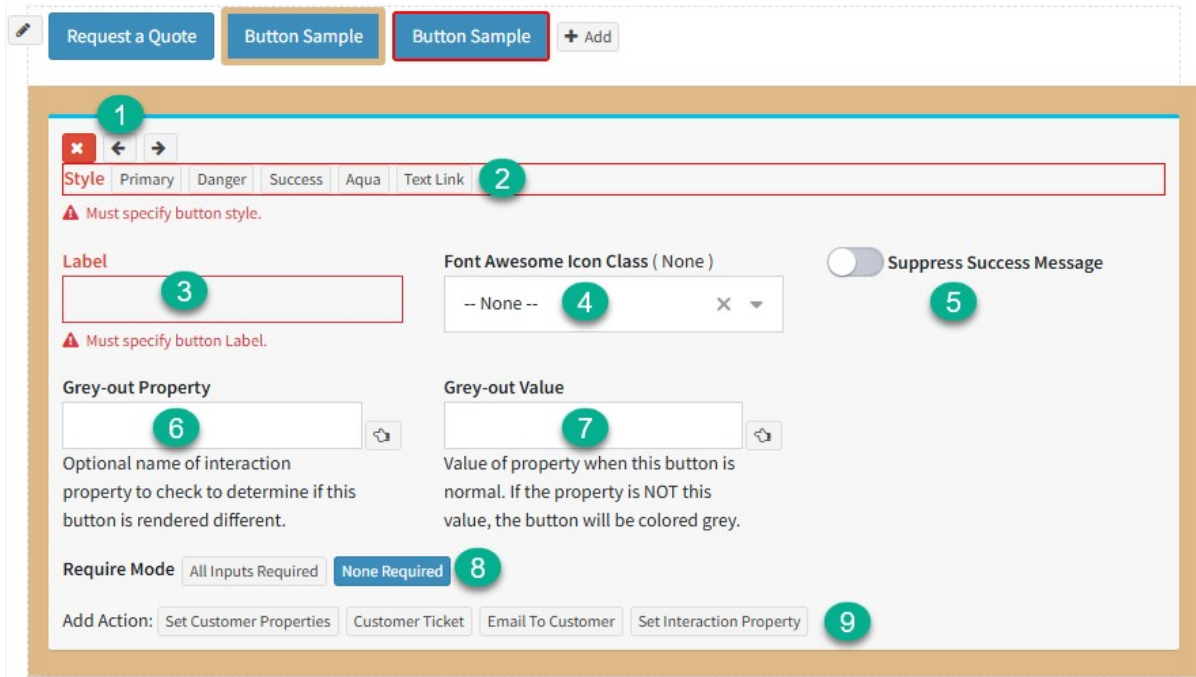 Request a Quote Button Sample Button Sample + Add
1
Style Primary Danger Success Aqua Text Link 2
Must specify button style.
Label Font Awesome Icon Class ( None ) Suppress Success Message
3 -- None -- 4 5
Must specify button Label.
Grey-out Property Grey-out Value
6 7
Optional name of interaction Value of property when this button is
property to check to determine if this normal. If the property is NOT this
button is rendered different. value, the button will be colored grey.
Require Mode All Inputs Required None Required 8
Add Action: Set Customer Properties Customer Ticket Email To Customer Set Interaction Property 9